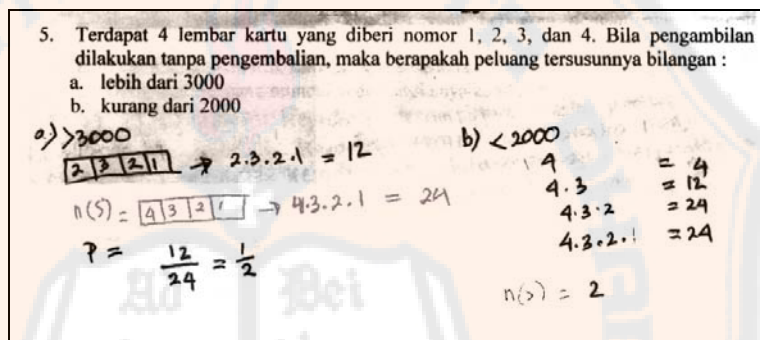 5. Terdapat 4 lembar kartu yang diberi nomor 1, 2, 3, dan 4. Bila pengambilan
dilakukan tanpa pengembalian, maka berapakah peluang tersusunnya bilangan :
a. lebih dari 3000
b. kurang dari 2000
a.) >3000
2 3 2 1 → 2.3.2.1 = 12
n(S) = 4 3 2 1 → 4.3.2.1 = 24
P = 12/24 = 1/2
b) < 2000
4 = 4
4.3 = 12
4.3.2 = 24
4.3.2.1 = 24
n(s) = 2